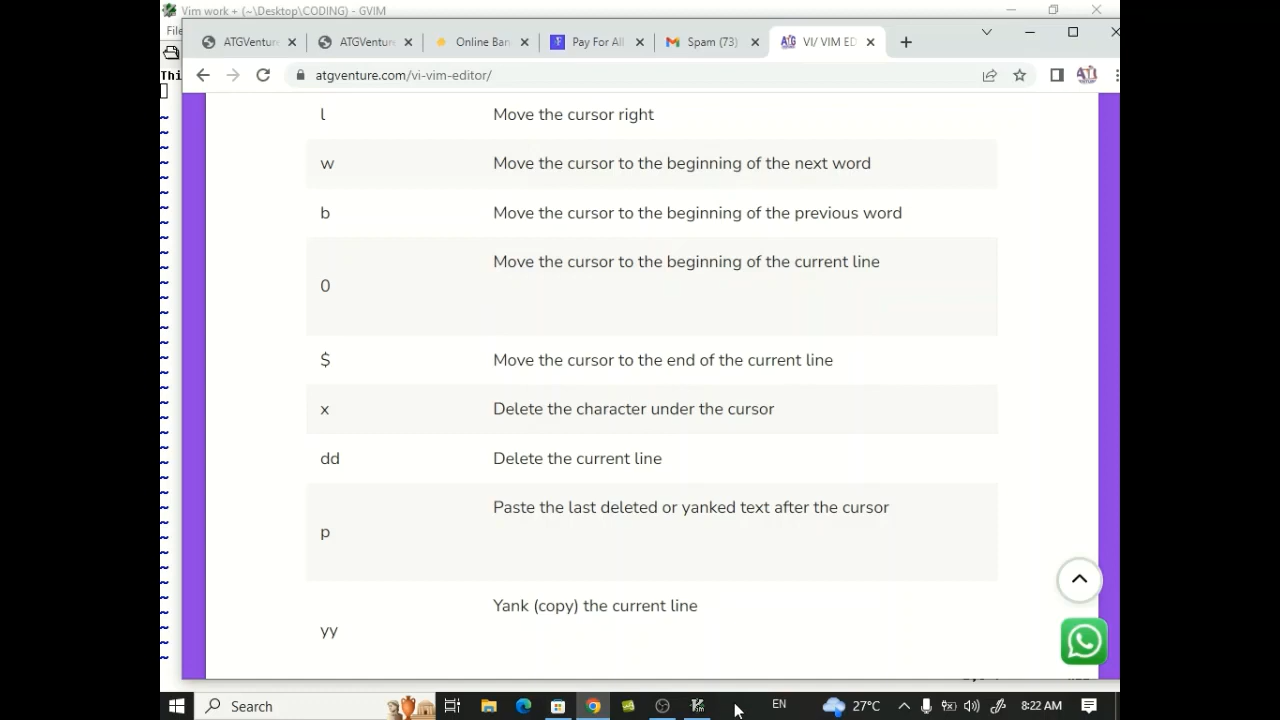 Vim work + (~\Desktop\CODING) - GVIM
File
ATGVentur
ATGVentur
Online Ban
Pay For All
Spam (73)
VI/ VIM ED
atgventure.com/vi-vim-editor/
Thi
l Move the cursor right
w Move the cursor to the beginning of the next word
b Move the cursor to the beginning of the previous word
Move the cursor to the beginning of the current line
0
$ Move the cursor to the end of the current line
x Delete the character under the cursor
dd Delete the current line
Paste the last deleted or yanked text after the cursor
p
Yank (copy) the current line
yy
Search
EN
27°C
8:22 AM